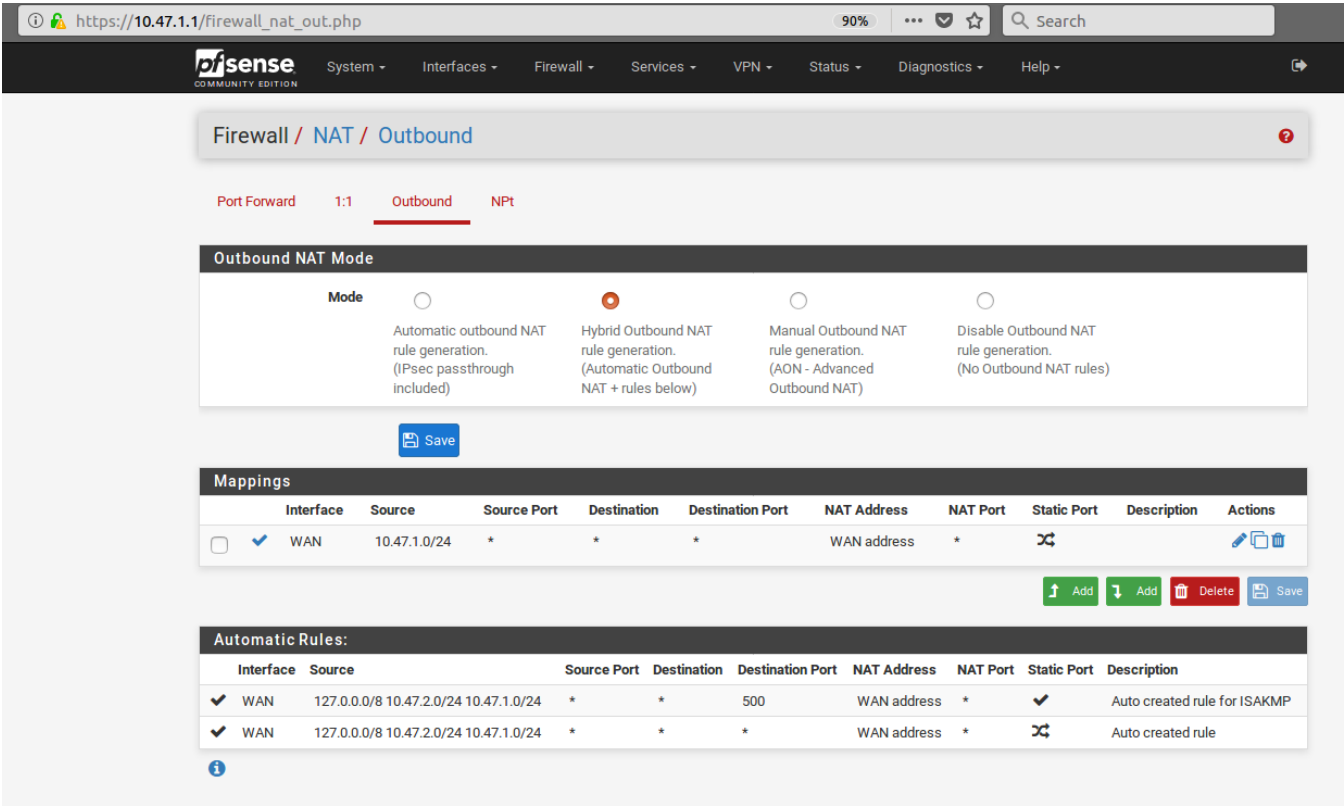 https://10.47.1.1/firewall_nat_out.php 90% Search
pfsense System Interfaces Firewall Services VPN Status Diagnostics Help
COMMUNITY EDITION
Firewall / NAT / Outbound
Port Forward 1:1 Outbound NPt
Outbound NAT Mode
Mode
Automatic outbound NAT
rule generation.
(IPsec passthrough
included)
Hybrid Outbound NAT
rule generation.
(Automatic Outbound
NAT + rules below)
Manual Outbound NAT
rule generation.
(AON - Advanced
Outbound NAT)
Disable Outbound NAT
rule generation.
(No Outbound NAT rules)
Save
Mappings
Interface Source Source Port Destination Destination Port NAT Address NAT Port Static Port Description Actions
WAN 10.47.1.0/24 * * * WAN address *
Add Add Delete Save
Automatic Rules:
Interface Source Source Port Destination Destination Port NAT Address NAT Port Static Port Description
WAN 127.0.0.0/8 10.47.2.0/24 10.47.1.0/24 * * 500 WAN address * Auto created rule for ISAKMP
WAN 127.0.0.0/8 10.47.2.0/24 10.47.1.0/24 * * * WAN address * Auto created rule